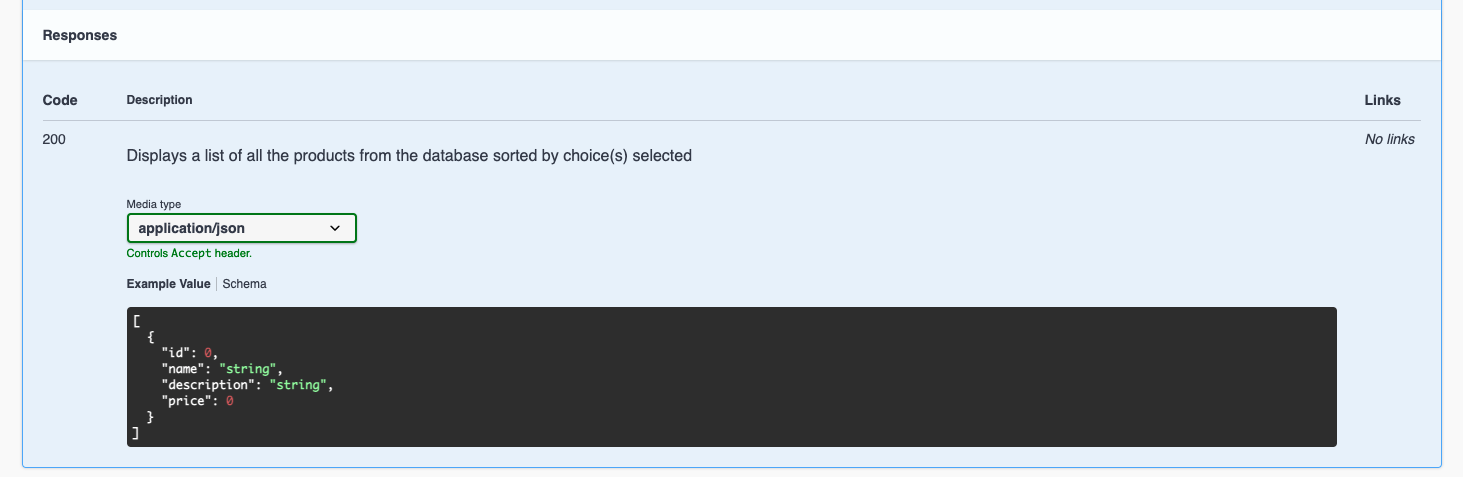 Responses
Code Description Links
200 No links
Displays a list of all the products from the database sorted by choice(s) selected
Media type
application/json
Controls Accept header.
Example Value Schema
[
  {
    "id": 0,
    "name": "string",
    "description": "string",
    "price": 0
  }
]